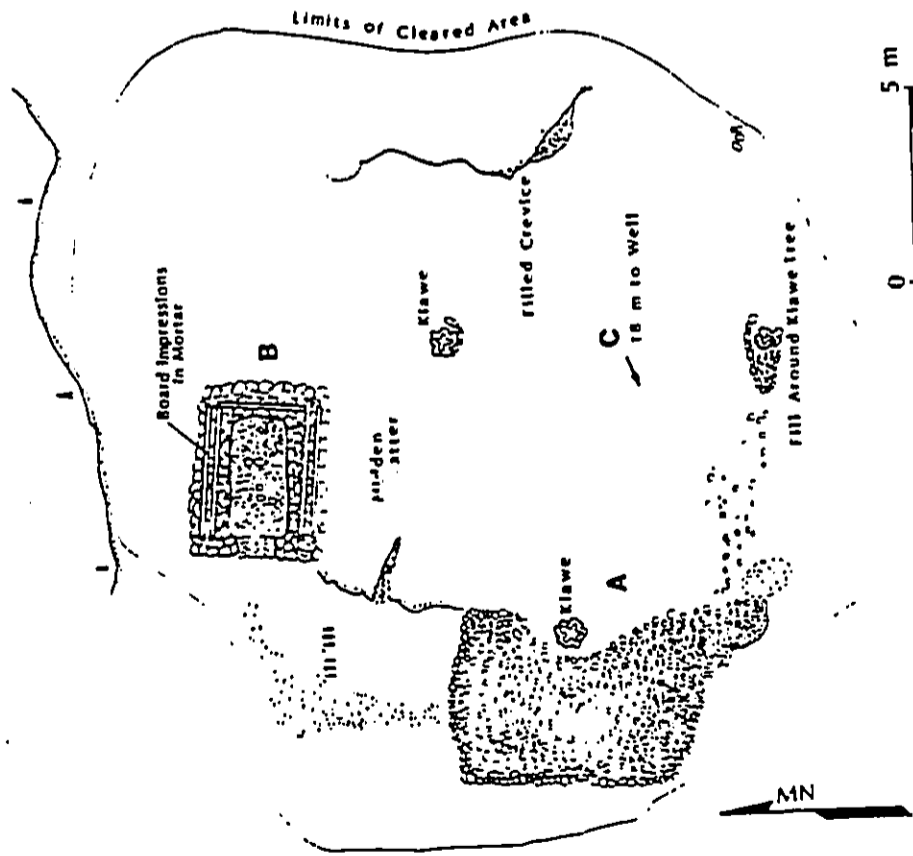 Limits of Cleared Area
Board Impressions
in Mortar
B
Kiawe
Filled Crevice
C
18 m to Well
Fill Around Kiawe Tree
Kiawe
A
MN
0
5 m